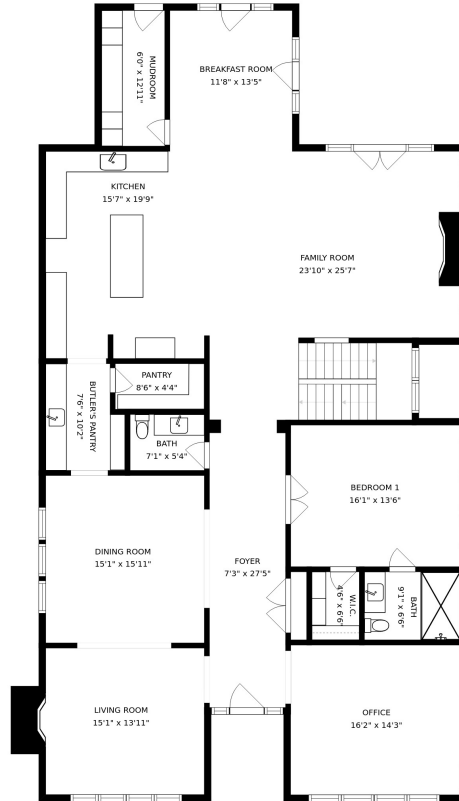 MUDROOM
6'0" x 12'11"
BREAKFAST ROOM
11'8" x 13'5"
KITCHEN
15'7" x 19'9"
FAMILY ROOM
23'10" x 25'7"
PANTRY
8'6" x 4'4"
BUTLER'S PANTRY
7'6" x 10'2"
BATH
7'1" x 5'4"
BEDROOM 1
16'1" x 13'6"
DINING ROOM
15'1" x 15'11"
FOYER
7'3" x 27'5"
W.I.C.
4'6" x 6'6"
BATH
9'1" x 6'6"
LIVING ROOM
15'1" x 13'11"
OFFICE
16'2" x 14'3"